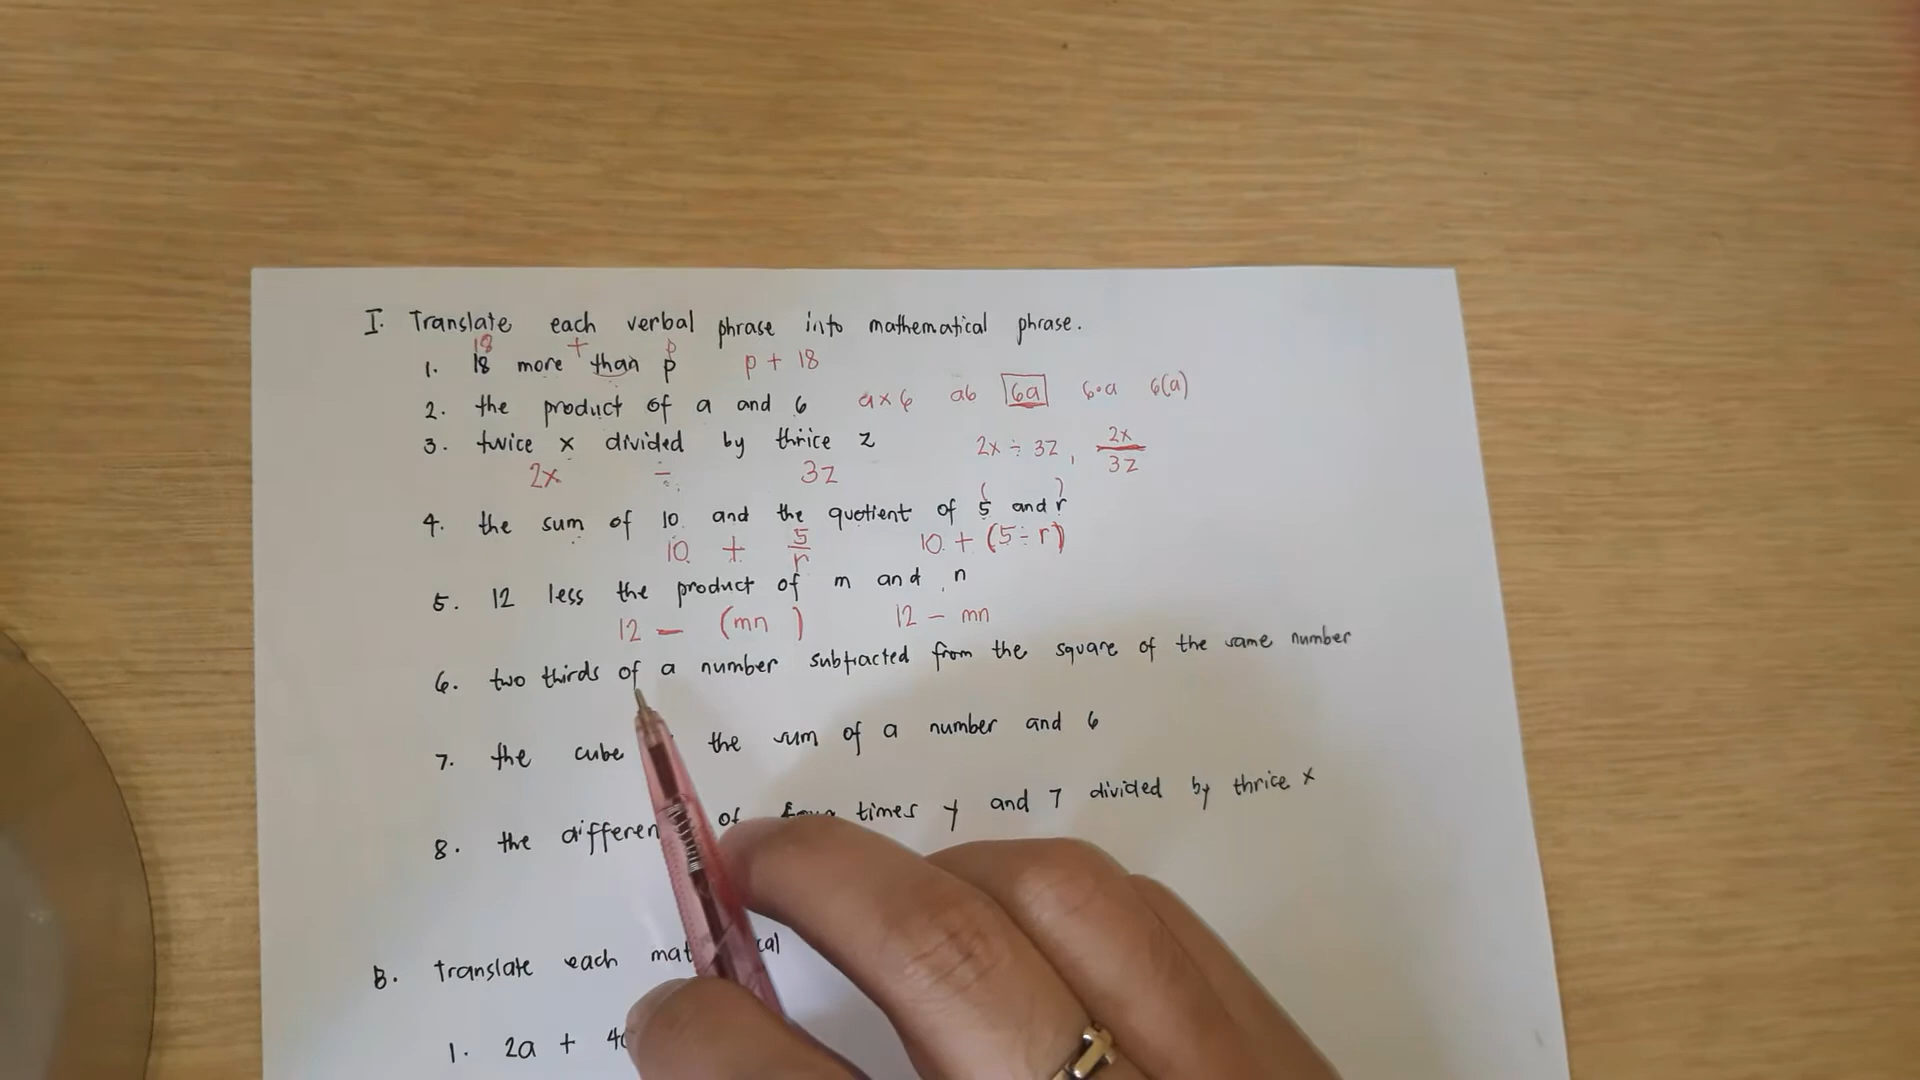 I. Translate each verbal phrase into mathematical phrase.
18 + p
1. 18 more than p p + 18
2. the product of a and 6 a x 6 a6 6a 6•a 6(a)
3. twice x divided by thrice z 2x ÷ 3z, 2x/3z
2x ÷ 3z
4. the sum of 10 and the quotient of (5 and r)
10 + 5/r 10 + (5 ÷ r)
5. 12 less the product of m and n
12 − (mn) 12 − mn
6. two thirds of a number subtracted from the square of the same number
7. the cube the sum of a number and 6
8. the differen of times y and 7 divided by thrice x
B. Translate each mat cal
1. 2a + 4